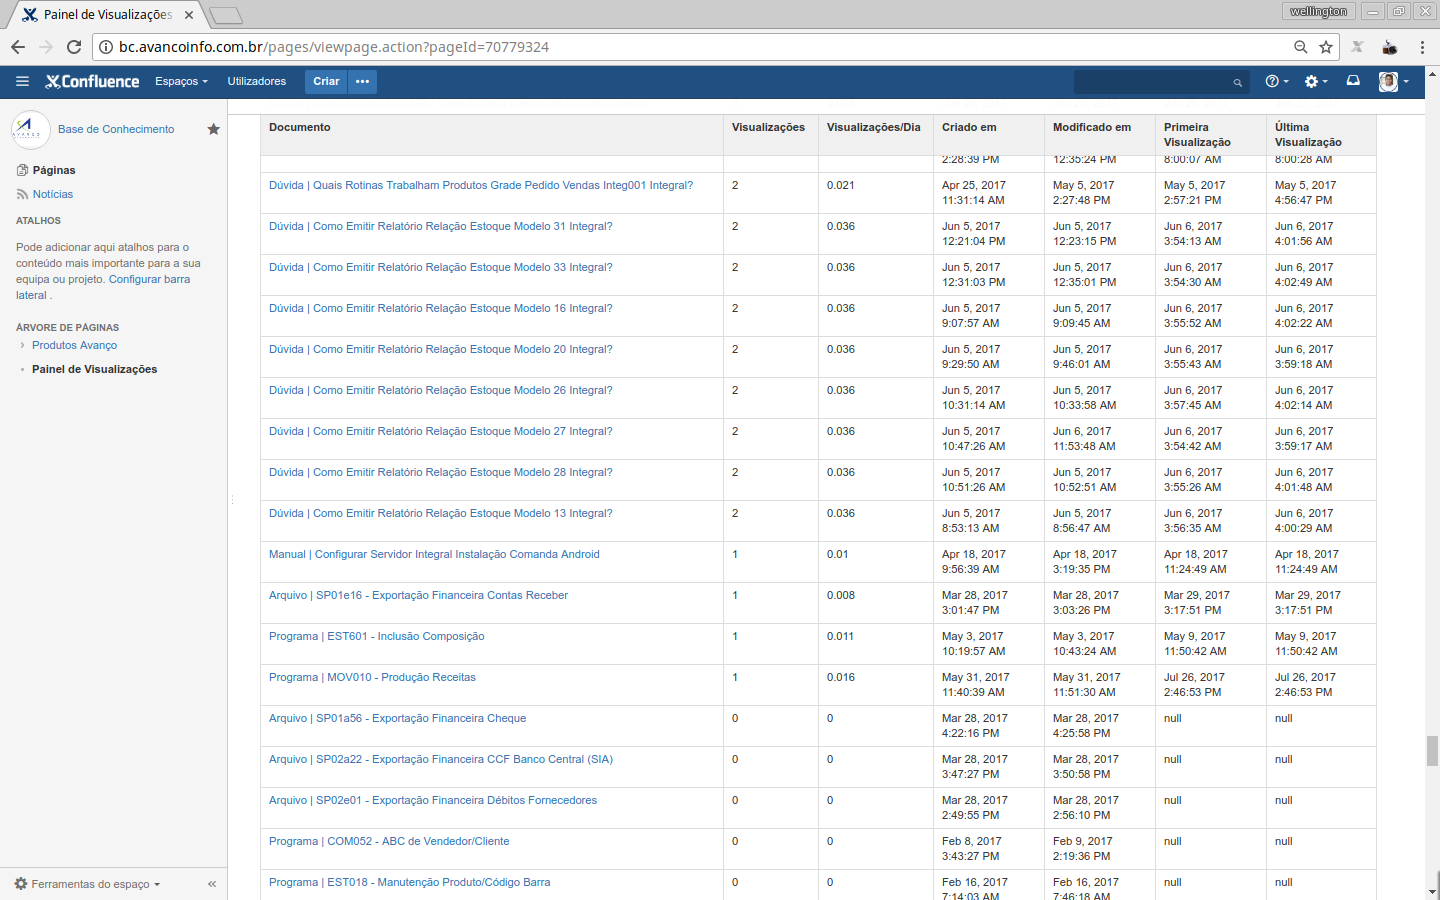 Painel de Visualizações
wellington
bc.avancoinfo.com.br/pages/viewpage.action?pageId=70779324
Confluence Espaços Utilizadores Criar
Base de Conhecimento
Páginas
Notícias
ATALHOS
Pode adicionar aqui atalhos para o
conteúdo mais importante para a sua
equipa ou projeto. Configurar barra
lateral .
ÁRVORE DE PÁGINAS
Produtos Avanço
Painel de Visualizações
Ferramentas do espaço
Documento Visualizações Visualizações/Dia Criado em Modificado em Primeira Última
Visualização Visualização
2:28:39 PM 12:35:24 PM 8:00:07 AM 8:00:28 AM
Dúvida | Quais Rotinas Trabalham Produtos Grade Pedido Vendas Integ001 Integral? 2 0.021 Apr 25, 2017 May 5, 2017 May 5, 2017 May 5, 2017
11:31:14 AM 2:27:48 PM 2:57:21 PM 4:56:47 PM
Dúvida | Como Emitir Relatório Relação Estoque Modelo 31 Integral? 2 0.036 Jun 5, 2017 Jun 5, 2017 Jun 6, 2017 Jun 6, 2017
12:21:04 PM 12:23:15 PM 3:54:13 AM 4:01:56 AM
Dúvida | Como Emitir Relatório Relação Estoque Modelo 33 Integral? 2 0.036 Jun 5, 2017 Jun 5, 2017 Jun 6, 2017 Jun 6, 2017
12:31:03 PM 12:35:01 PM 3:54:30 AM 4:02:49 AM
Dúvida | Como Emitir Relatório Relação Estoque Modelo 16 Integral? 2 0.036 Jun 5, 2017 Jun 5, 2017 Jun 6, 2017 Jun 6, 2017
9:07:57 AM 9:09:45 AM 3:55:52 AM 4:02:22 AM
Dúvida | Como Emitir Relatório Relação Estoque Modelo 20 Integral? 2 0.036 Jun 5, 2017 Jun 5, 2017 Jun 6, 2017 Jun 6, 2017
9:29:50 AM 9:46:01 AM 3:55:43 AM 3:59:18 AM
Dúvida | Como Emitir Relatório Relação Estoque Modelo 26 Integral? 2 0.036 Jun 5, 2017 Jun 5, 2017 Jun 6, 2017 Jun 6, 2017
10:31:14 AM 10:33:58 AM 3:57:45 AM 4:02:14 AM
Dúvida | Como Emitir Relatório Relação Estoque Modelo 27 Integral? 2 0.036 Jun 5, 2017 Jun 6, 2017 Jun 6, 2017 Jun 6, 2017
10:47:26 AM 11:53:48 AM 3:54:42 AM 3:59:17 AM
Dúvida | Como Emitir Relatório Relação Estoque Modelo 28 Integral? 2 0.036 Jun 5, 2017 Jun 5, 2017 Jun 6, 2017 Jun 6, 2017
10:51:26 AM 10:52:51 AM 3:55:26 AM 4:01:48 AM
Dúvida | Como Emitir Relatório Relação Estoque Modelo 13 Integral? 2 0.036 Jun 5, 2017 Jun 5, 2017 Jun 6, 2017 Jun 6, 2017
8:53:13 AM 8:56:47 AM 3:56:35 AM 4:00:29 AM
Manual | Configurar Servidor Integral Instalação Comanda Android 1 0.01 Apr 18, 2017 Apr 18, 2017 Apr 18, 2017 Apr 18, 2017
9:56:39 AM 3:19:35 PM 11:24:49 AM 11:24:49 AM
Arquivo | SP01e16 - Exportação Financeira Contas Receber 1 0.008 Mar 28, 2017 Mar 28, 2017 Mar 29, 2017 Mar 29, 2017
3:01:47 PM 3:03:26 PM 3:17:51 PM 3:17:51 PM
Programa | EST601 - Inclusão Composição 1 0.011 May 3, 2017 May 3, 2017 May 9, 2017 May 9, 2017
10:19:57 AM 10:43:24 AM 11:50:42 AM 11:50:42 AM
Programa | MOV010 - Produção Receitas 1 0.016 May 31, 2017 May 31, 2017 Jul 26, 2017 Jul 26, 2017
11:40:39 AM 11:51:30 AM 2:46:53 PM 2:46:53 PM
Arquivo | SP01a56 - Exportação Financeira Cheque 0 0 Mar 28, 2017 Mar 28, 2017 null null
4:22:16 PM 4:25:58 PM
Arquivo | SP02a22 - Exportação Financeira CCF Banco Central (SIA) 0 0 Mar 28, 2017 Mar 28, 2017 null null
3:47:27 PM 3:50:58 PM
Arquivo | SP02e01 - Exportação Financeira Débitos Fornecedores 0 0 Mar 28, 2017 Mar 28, 2017 null null
2:49:55 PM 2:56:10 PM
Programa | COM052 - ABC de Vendedor/Cliente 0 0 Feb 8, 2017 Feb 9, 2017 null null
3:43:27 PM 2:19:36 PM
Programa | EST018 - Manutenção Produto/Código Barra 0 0 Feb 16, 2017 Feb 16, 2017 null null
7:14:03 AM 7:46:18 AM